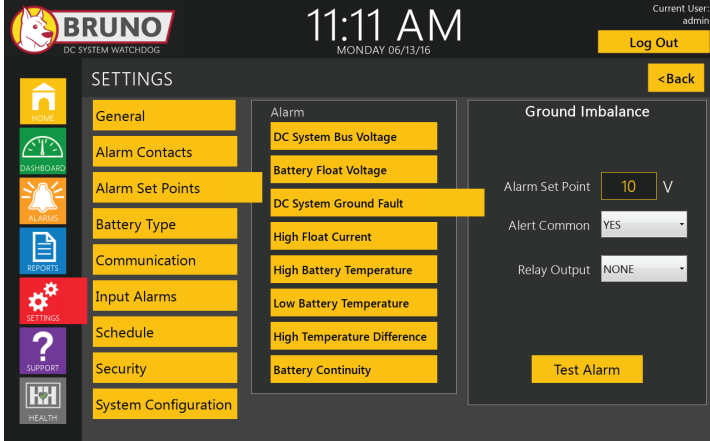 BRUNO
DC SYSTEM WATCHDOG
11:11 AM
MONDAY 06/13/16
Current User:
admin
Log Out
SETTINGS
<Back
HOME
DASHBOARD
ALARMS
REPORTS
SETTINGS
SUPPORT
HEALTH
General
Alarm Contacts
Alarm Set Points
Battery Type
Communication
Input Alarms
Schedule
Security
System Configuration
Alarm
DC System Bus Voltage
Battery Float Voltage
DC System Ground Fault
High Float Current
High Battery Temperature
Low Battery Temperature
High Temperature Difference
Battery Continuity
Ground Imbalance
Alarm Set Point 10 V
Alert Common YES
Relay Output NONE
Test Alarm